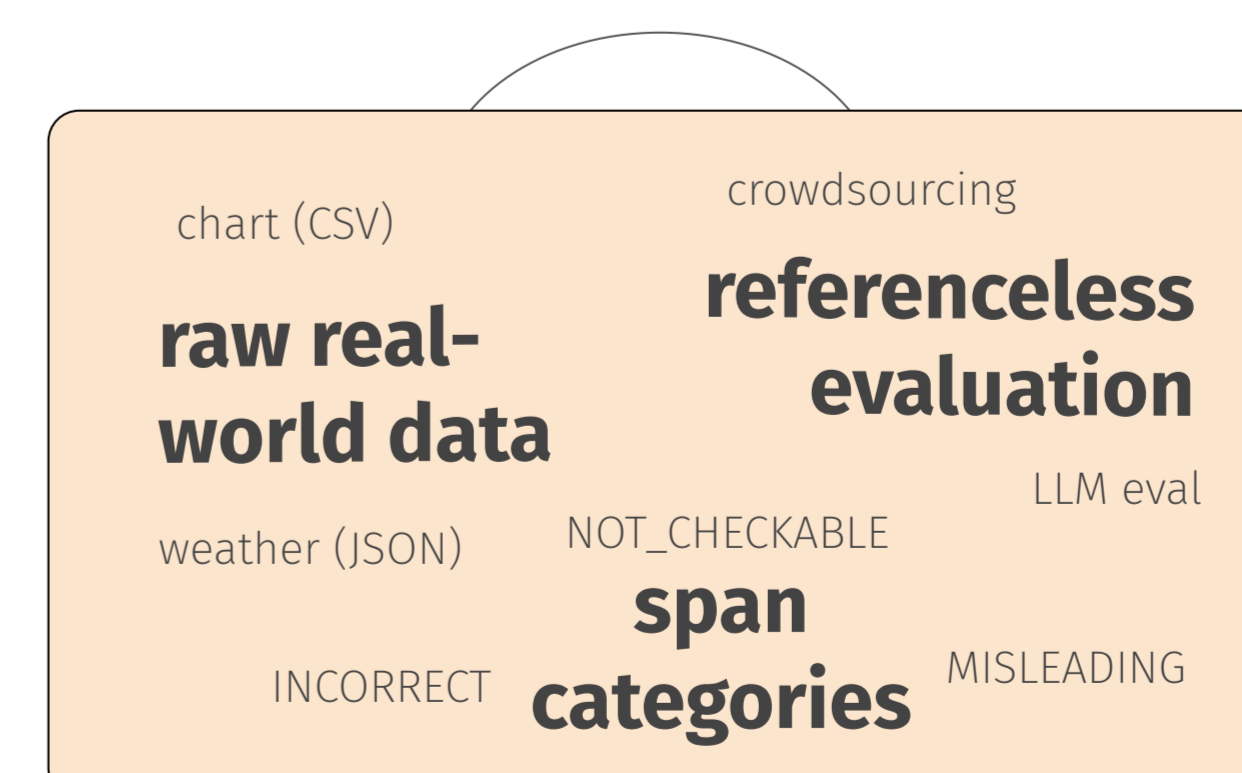 chart (CSV)
raw real-
world data
weather (JSON)
crowdsourcing
referenceless
evaluation
LLM eval
NOT_CHECKABLE
span
categories
INCORRECT
MISLEADING